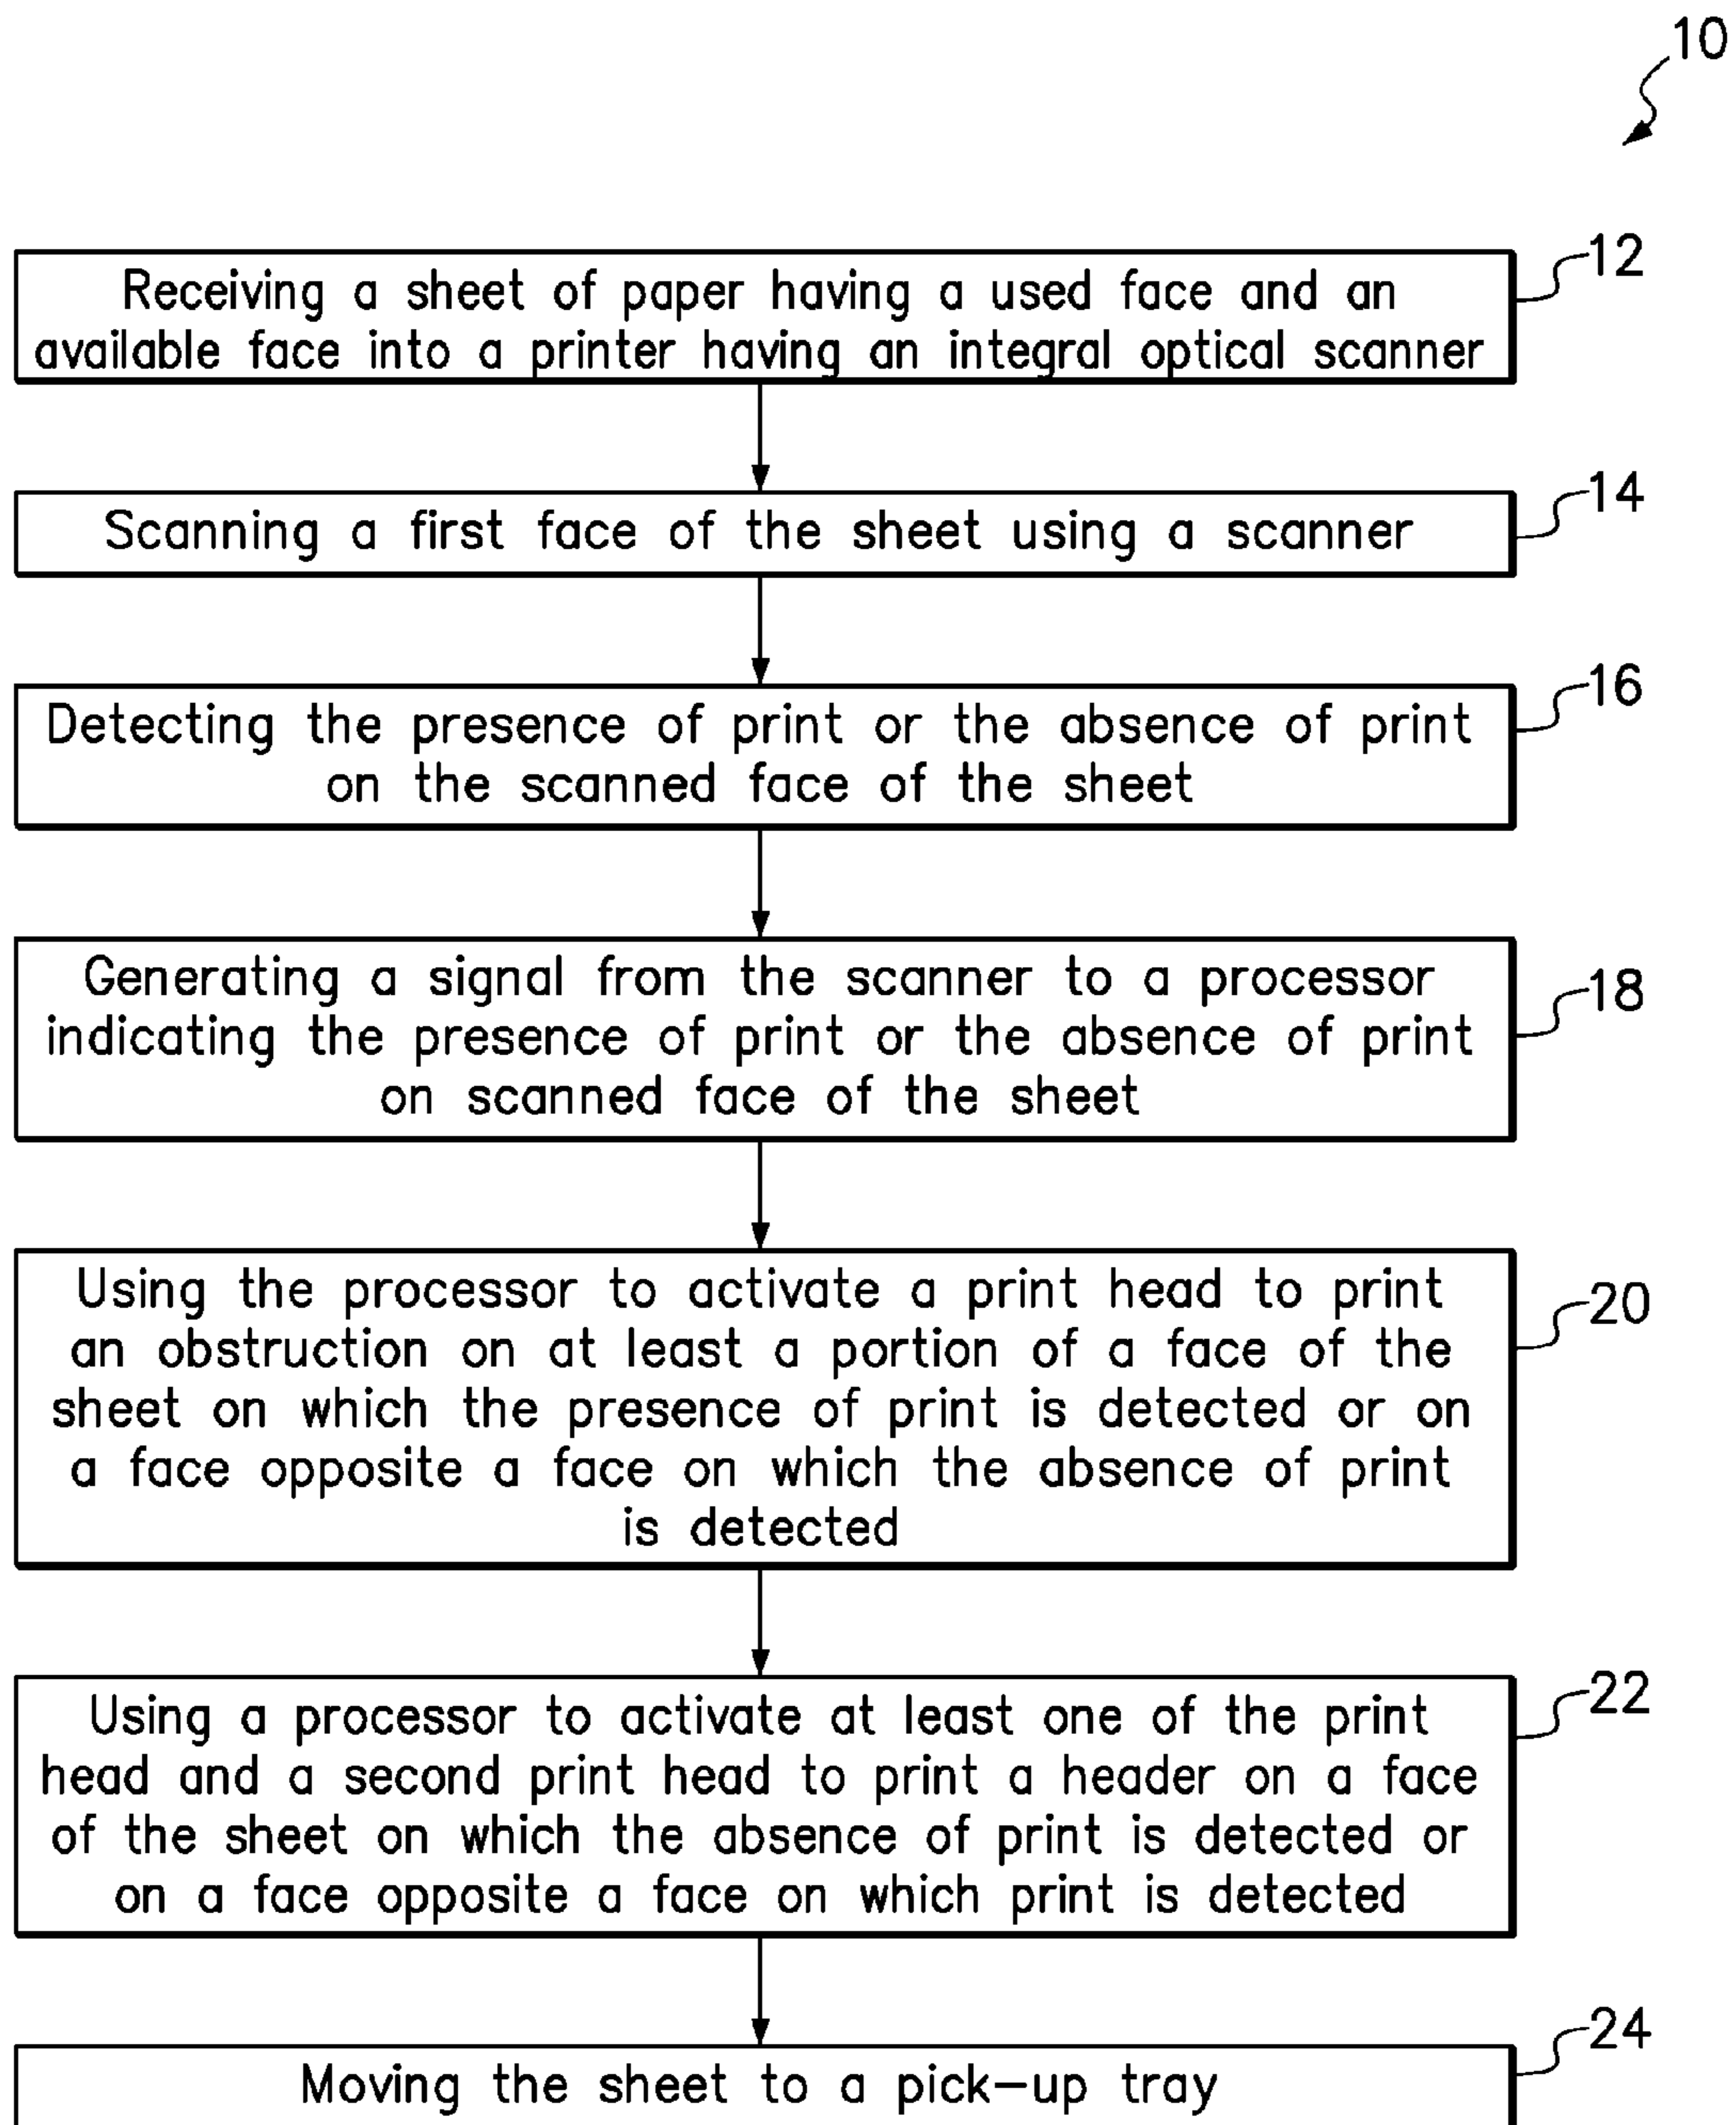 10
12
Receiving a sheet of paper having a used face and an
available face into a printer having an integral optical scanner
14
Scanning a first face of the sheet using a scanner
16
Detecting the presence of print or the absence of print
on the scanned face of the sheet
18
Generating a signal from the scanner to a processor
indicating the presence of print or the absence of print
on scanned face of the sheet
20
Using the processor to activate a print head to print
an obstruction on at least a portion of a face of the
sheet on which the presence of print is detected or on
a face opposite a face on which the absence of print
is detected
22
Using a processor to activate at least one of the print
head and a second print head to print a header on a face
of the sheet on which the absence of print is detected or
on a face opposite a face on which print is detected
24
Moving the sheet to a pick-up tray